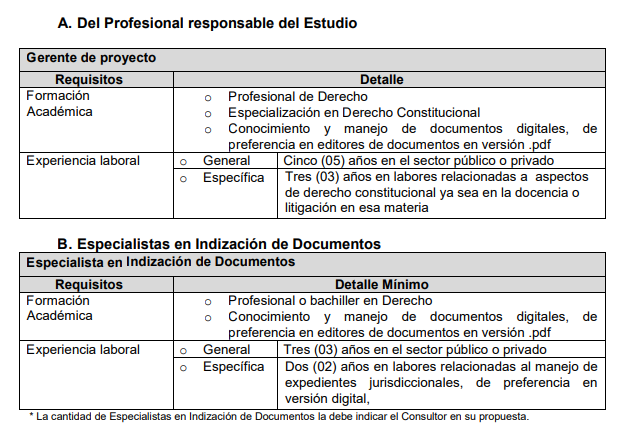 A. Del Profesional responsable del Estudio
Gerente de proyecto
Requisitos Detalle
Formación Académica
o Profesional de Derecho
o Especialización en Derecho Constitucional
o Conocimiento y manejo de documentos digitales, de
preferencia en editores de documentos en versión .pdf
Experiencia laboral o General Cinco (05) años en el sector público o privado
o Específica Tres (03) años en labores relacionadas a aspectos
de derecho constitucional ya sea en la docencia o
litigación en esa materia
B. Especialistas en Indización de Documentos
Especialista en Indización de Documentos
Requisitos Detalle Mínimo
Formación Académica
o Profesional o bachiller en Derecho
o Conocimiento y manejo de documentos digitales, de
preferencia en editores de documentos en versión .pdf
Experiencia laboral o General Tres (03) años en el sector público o privado
o Específica Dos (02) años en labores relacionadas al manejo de
expedientes jurisdiccionales, de preferencia en
versión digital,
* La cantidad de Especialistas en Indización de Documentos la debe indicar el Consultor en su propuesta.